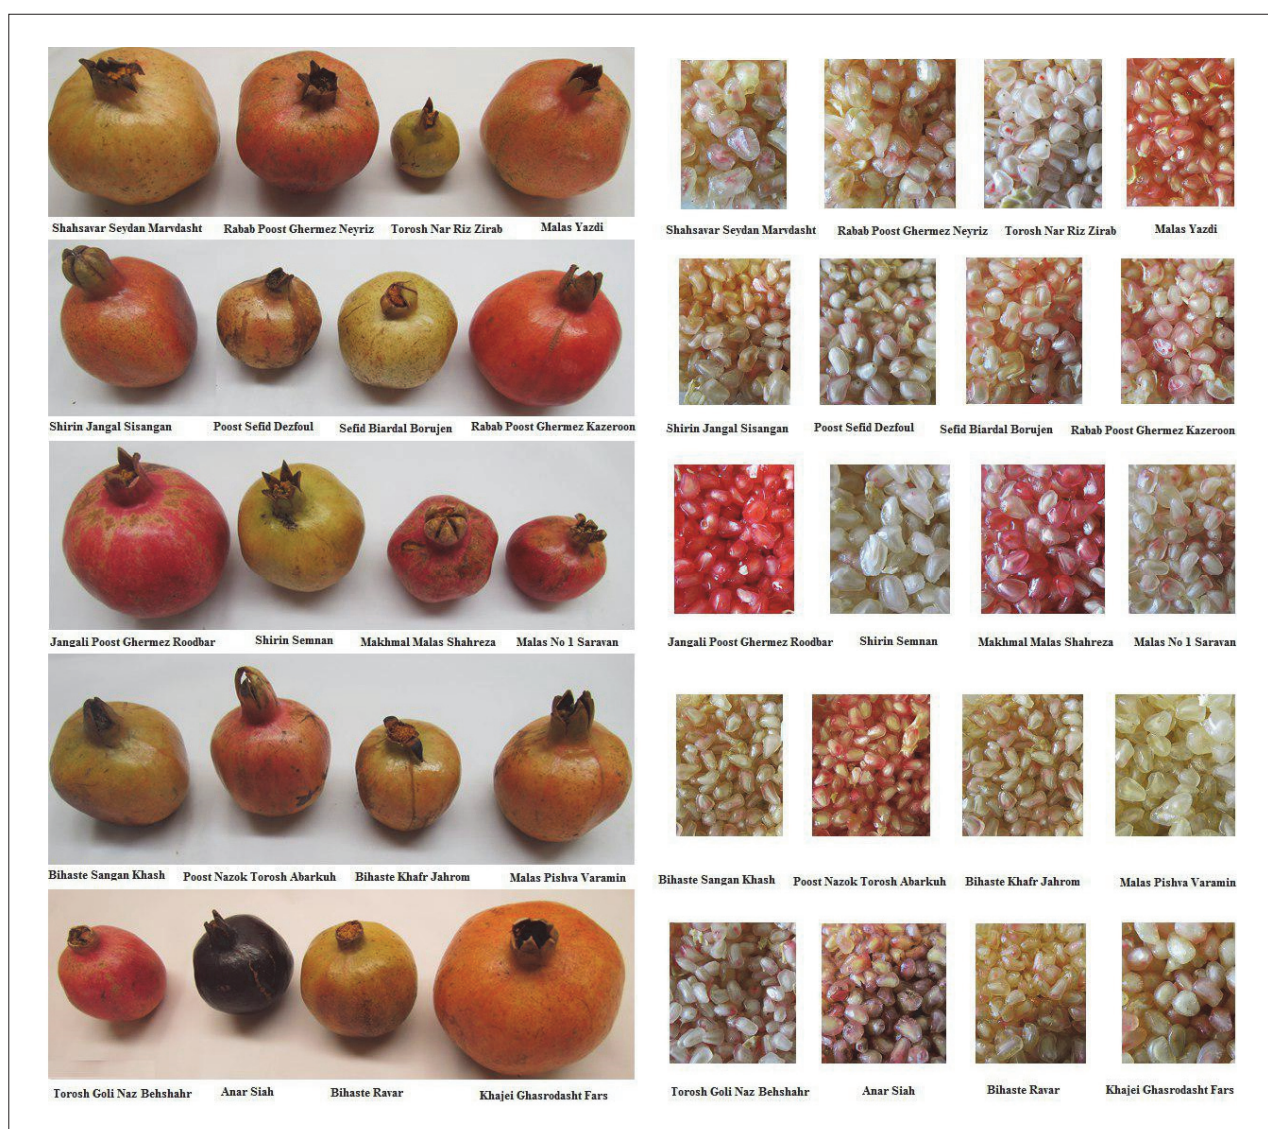 Shahsavar Seydan Marvdasht Rabab Poost Ghermez Neyriz Torosh Nar Riz Zirab Malas Yazdi
Shahsavar Seydan Marvdasht Rabab Poost Ghermez Neyriz Torosh Nar Riz Zirab Malas Yazdi
Shirin Jangal Sisangan Poost Sefid Dezfoul Sefid Biardal Borujen Rabab Poost Ghermez Kazeroon
Shirin Jangal Sisangan Poost Sefid Dezfoul Sefid Biardal Borujen Rabab Poost Ghermez Kazeroon
Jangali Poost Ghermez Roodbar Shirin Semnan Makhmal Malas Shahreza Malas No 1 Saravan
Jangali Poost Ghermez Roodbar Shirin Semnan Makhmal Malas Shahreza Malas No 1 Saravan
Bihaste Sangan Khash Poost Nazok Torosh Abarkuh Bihaste Khafr Jahrom Malas Pishva Varamin
Bihaste Sangan Khash Poost Nazok Torosh Abarkuh Bihaste Khafr Jahrom Malas Pishva Varamin
Torosh Goli Naz Behshahr Anar Siah Bihaste Ravar Khajei Ghasrodasht Fars
Torosh Goli Naz Behshahr Anar Siah Bihaste Ravar Khajei Ghasrodasht Fars